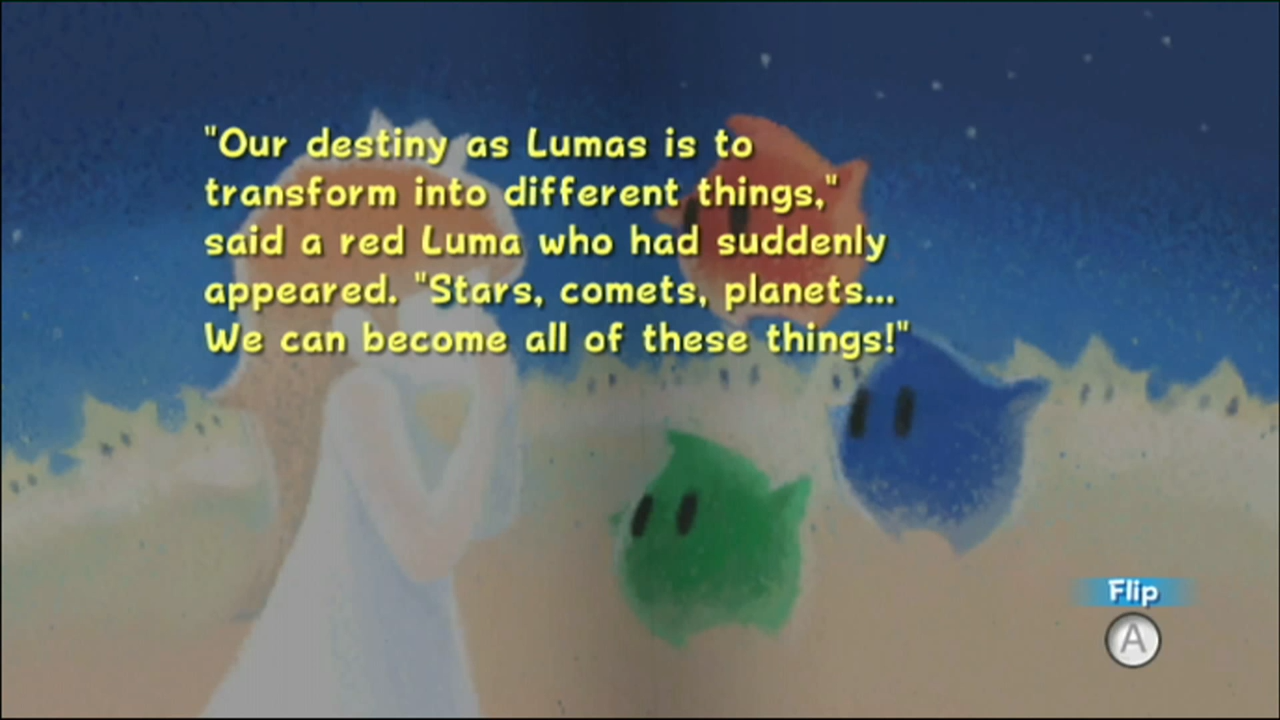 "Our destiny as Lumas is to
transform into different things,"
said a red Luma who had suddenly
appeared. "Stars, comets, planets...
We can become all of these things!"
Flip
A